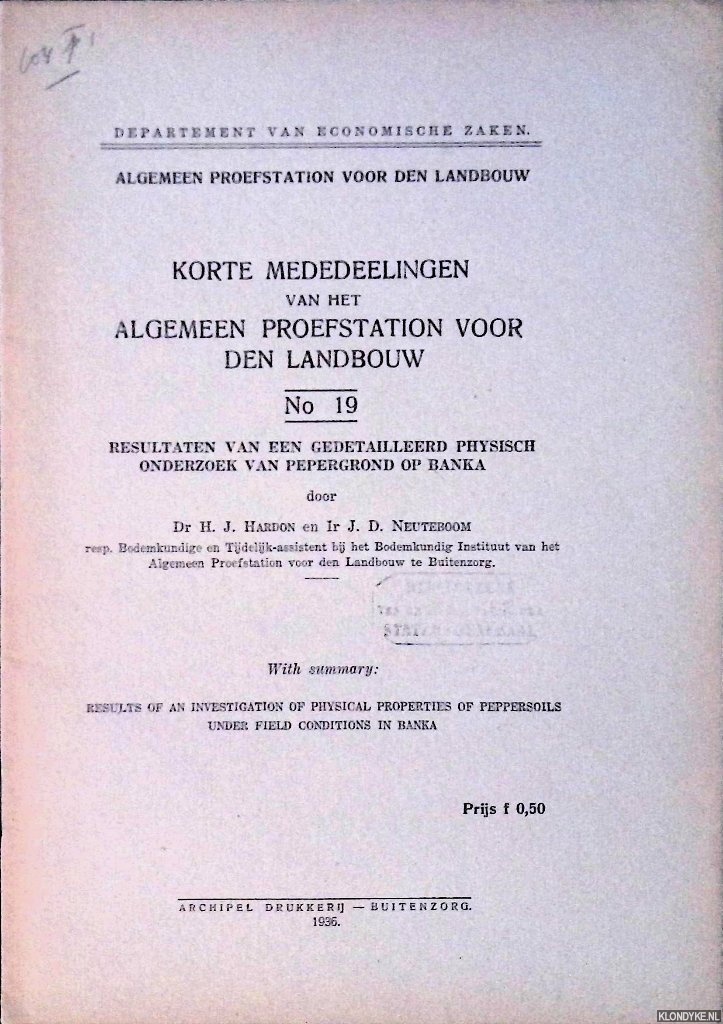 DEPARTEMENT VAN ECONOMISCHE ZAKEN.
ALGEMEEN PROEFSTATION VOOR DEN LANDBOUW
KORTE MEDEDEELINGEN
VAN HET
ALGEMEEN PROEFSTATION VOOR
DEN LANDBOUW
No 19
RESULTATEN VAN EEN GEDETAILLEERD PHYSISCH
ONDERZOEK VAN PEPERGROND OP BANKA
door
Dr H. J. HARDON en Ir J. D. NEUTEBOOM
resp. Bodemkundige en Tijdelijk-assistent bij het Bodemkundig Instituut van het
Algemeen Proefstation voor den Landbouw te Buitenzorg.
With summary:
RESULTS OF AN INVESTIGATION OF PHYSICAL PROPERTIES OF PEPPERSOILS
UNDER FIELD CONDITIONS IN BANKA
Prijs f 0,50
ARCHIPEL DRUKKERIJ — BUITENZORG.
1936.
KLONDYKE.NL